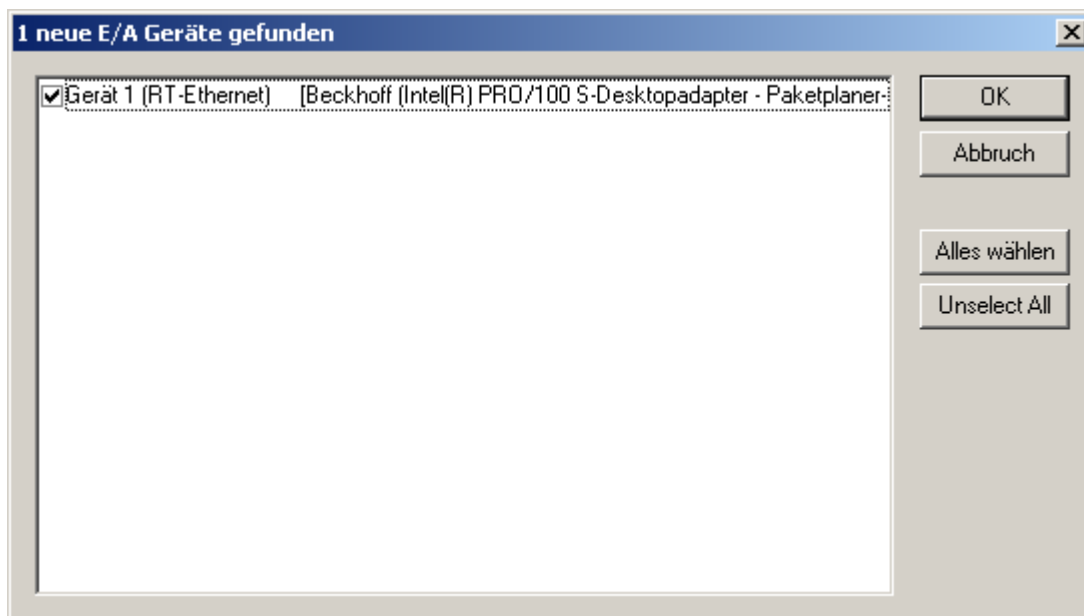 1 neue E/A Geräte gefunden
Gerät 1 (RT-Ethernet) [Beckhoff (Intel(R) PRO/100 S-Desktopadapter - Paketplaner-
OK
Abbruch
Alles wählen
Unselect All